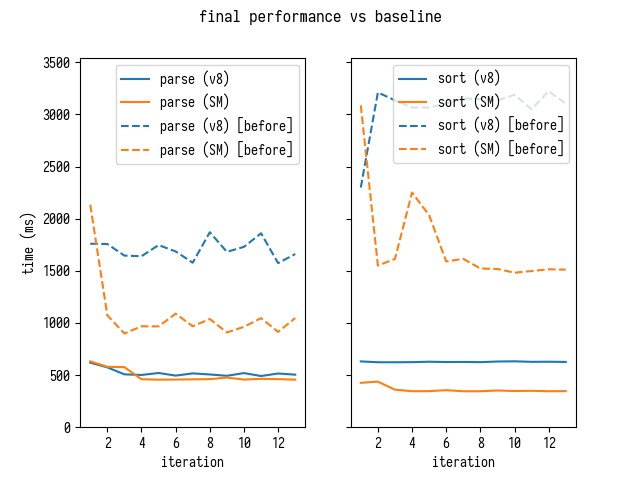 final performance vs baseline
time (ms)
3500
3000
2500
2000
1500
1000
500
0
parse (v8)
parse (SM)
parse (v8) [before]
parse (SM) [before]
2 4 6 8 10 12
iteration
sort (v8)
sort (SM)
sort (v8) [before]
sort (SM) [before]
2 4 6 8 10 12
iteration